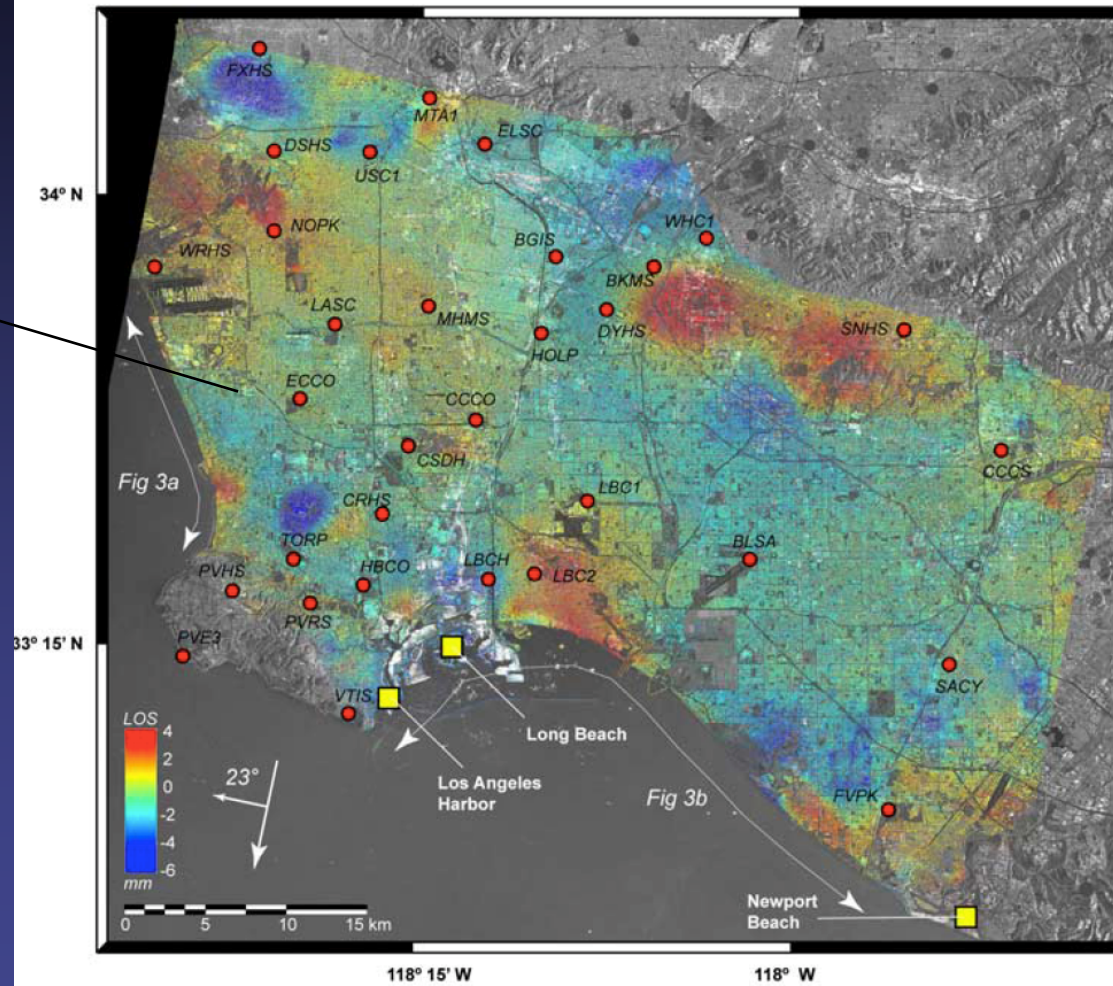 FXHS
MTA1
DSHS
USC1
ELSC
34° N
NOPK
WHC1
WRHS
BGIS
BKMS
LASC
MHMS
DYHS
SNHS
HOLP
ECCO
CCCO
CSDH
CCCS
Fig 3a
CRHS
LBC1
TORP
BLSA
PVHS
HBCO
LBCH
LBC2
PVRS
33° 15' N
PVE3
SACY
VTIS
LOS
4
2
0
-2
-4
-6
mm
23°
Long Beach
Los Angeles
Harbor
Fig 3b
FVPK
Newport
Beach
0 5 10 15 km
118° 15' W
118° W